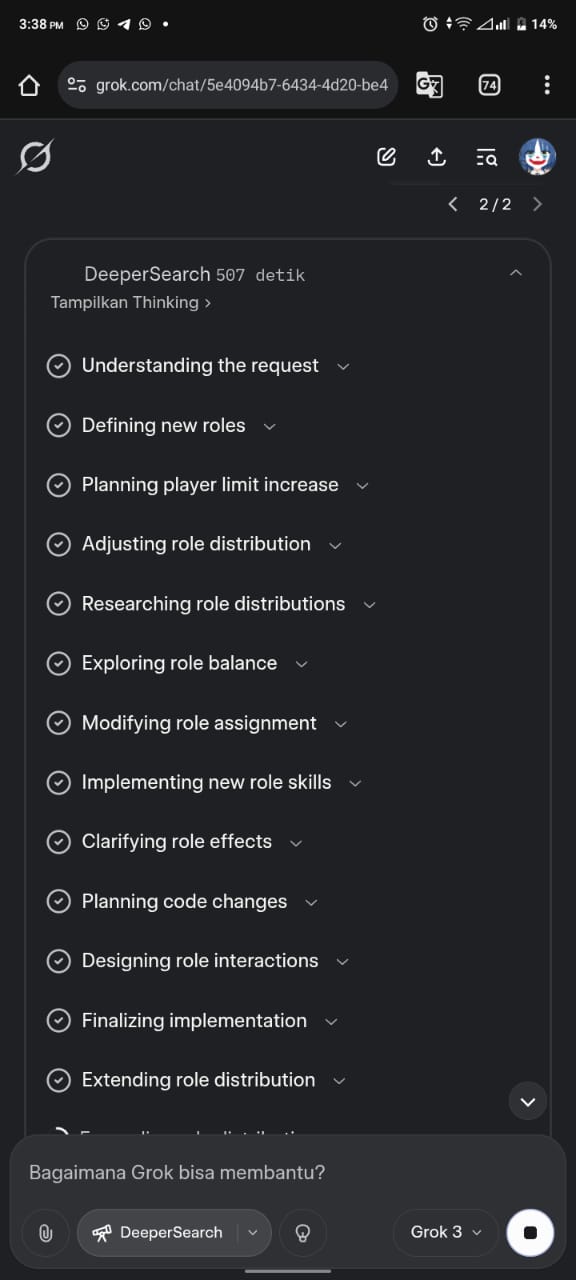 3:38 PM
14%
grok.com/chat/5e4094b7-6434-4d20-be4
74
2 / 2
DeeperSearch 507 detik
Tampilkan Thinking >
Understanding the request
Defining new roles
Planning player limit increase
Adjusting role distribution
Researching role distributions
Exploring role balance
Modifying role assignment
Implementing new role skills
Clarifying role effects
Planning code changes
Designing role interactions
Finalizing implementation
Extending role distribution
Bagaimana Grok bisa membantu?
DeeperSearch
Grok 3